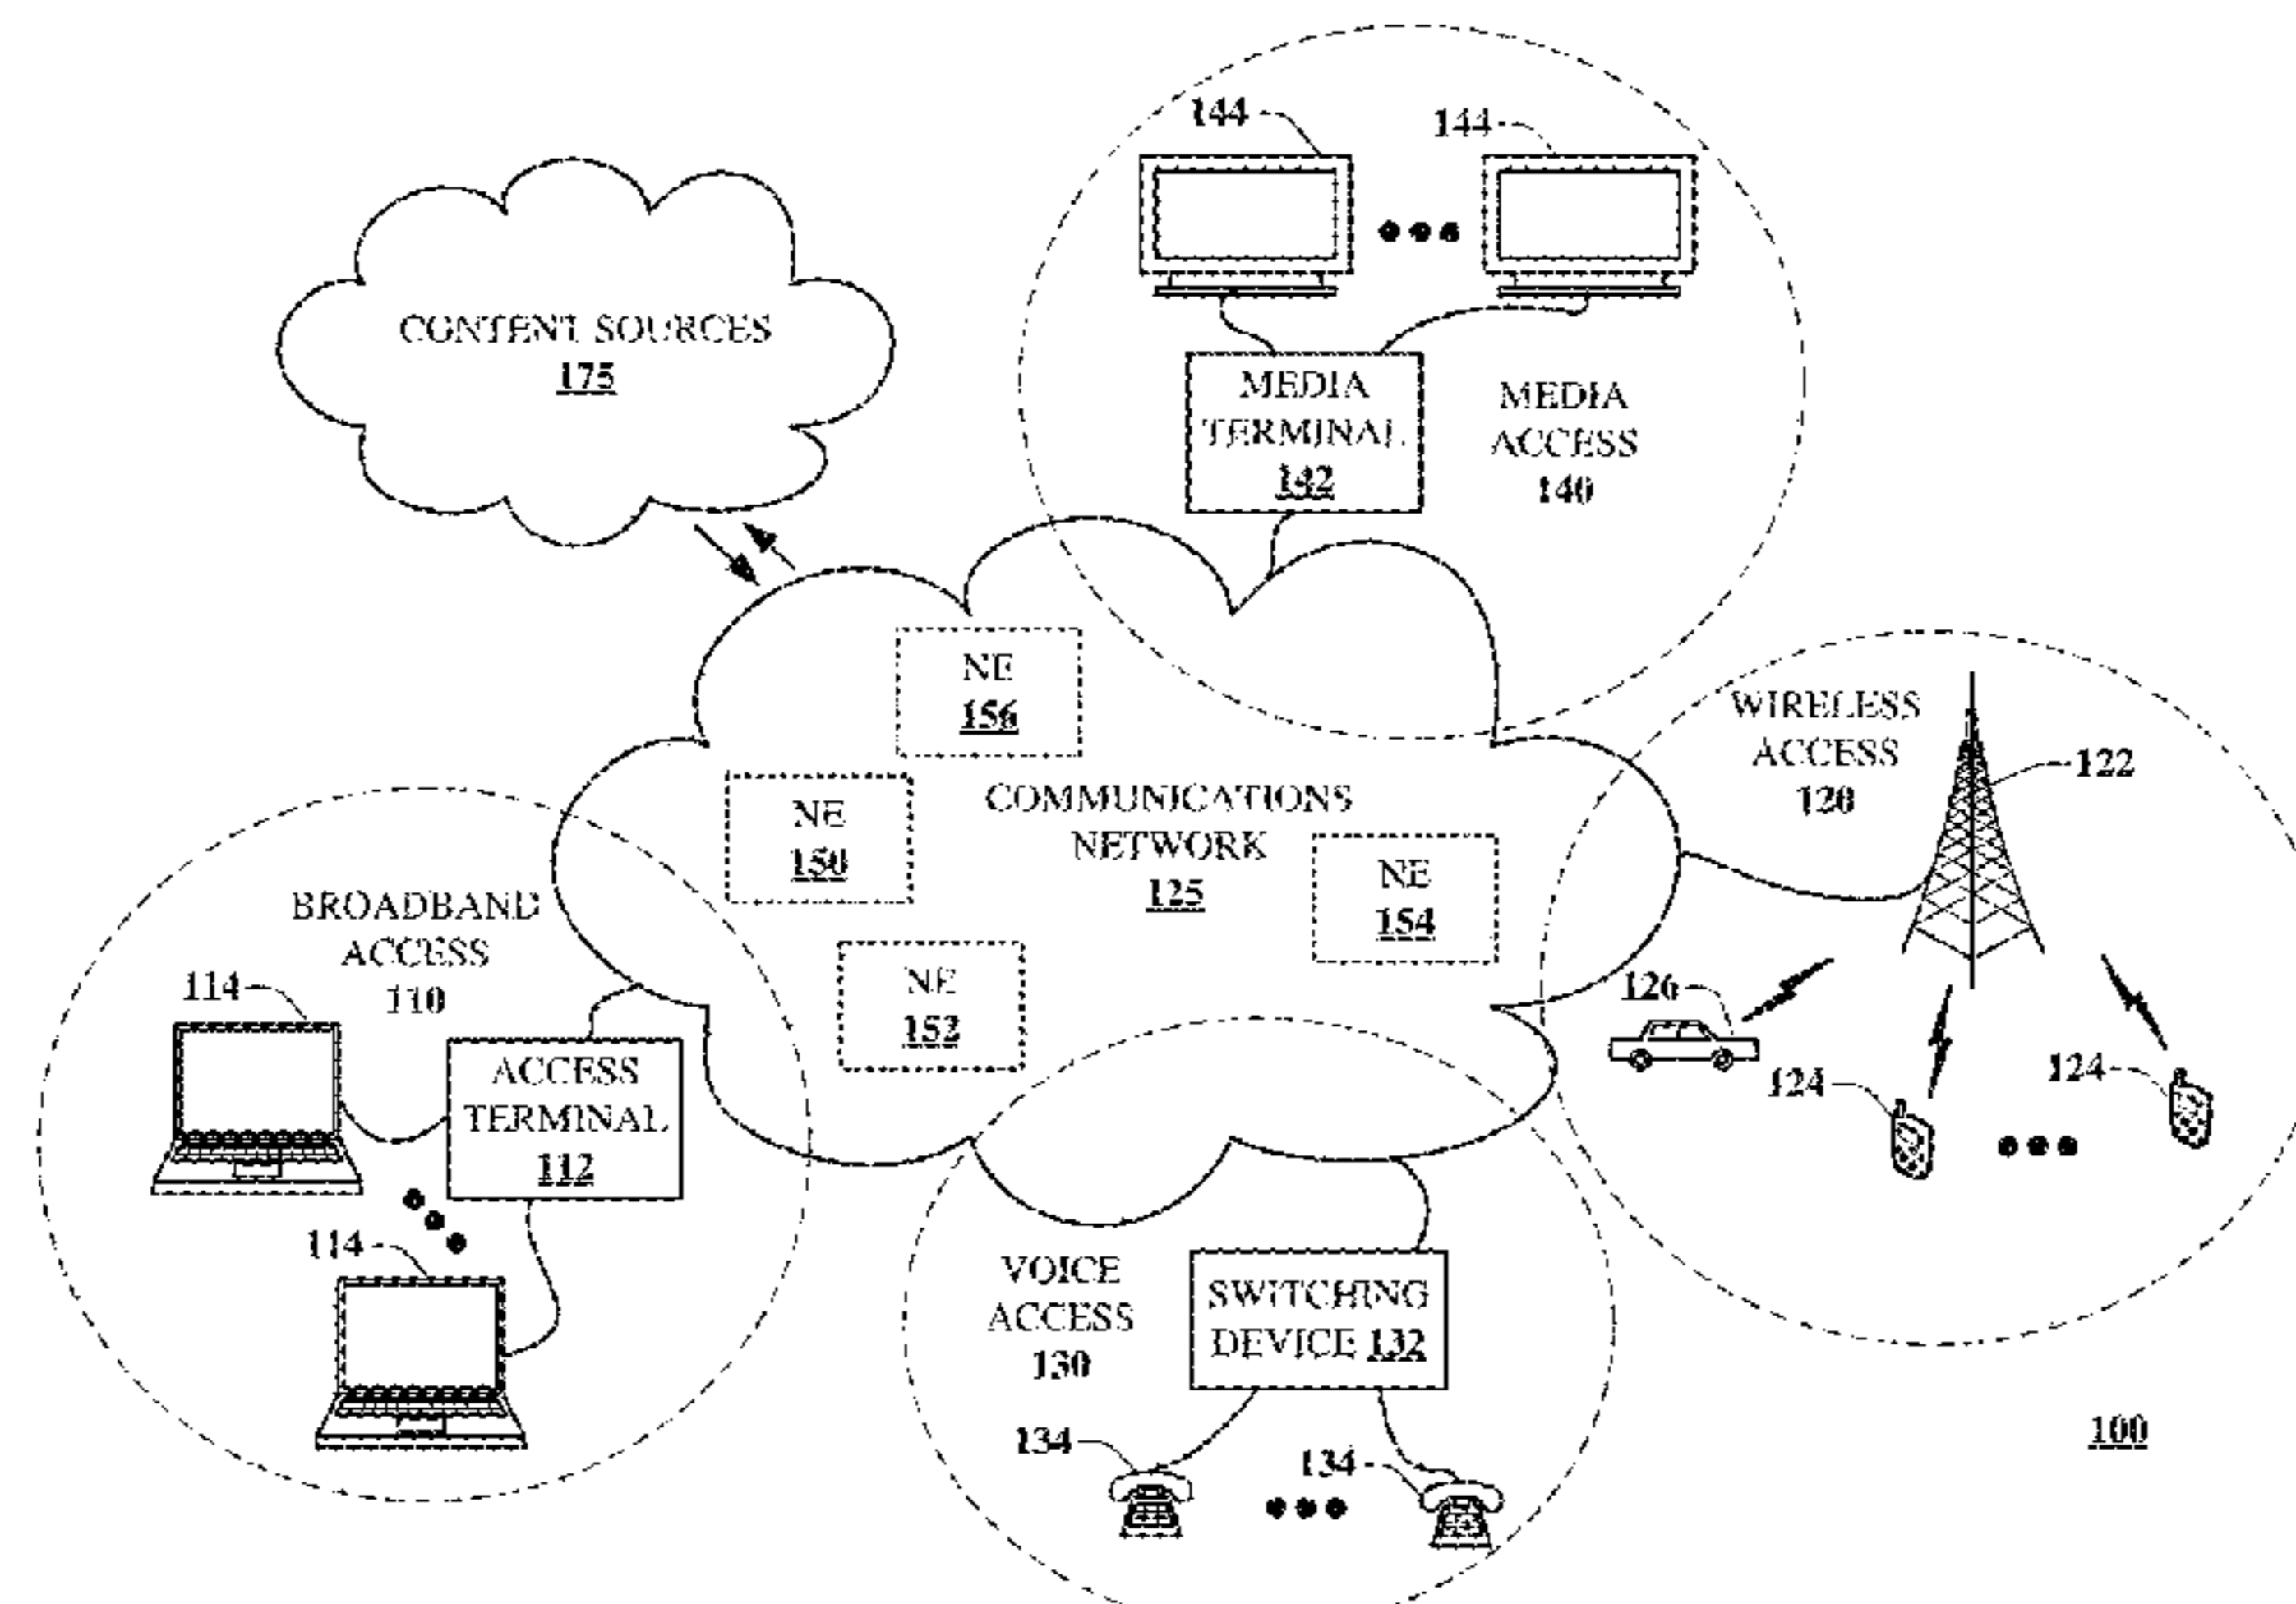 144
144
CONTENT SOURCES
175
MEDIA
TERMINAL
142
MEDIA
ACCESS
140
NE
156
WIRELESS
ACCESS
120
122
NE
150
COMMUNICATIONS
NETWORK
125
NE
154
BROADBAND
ACCESS
110
NE
152
114
126
ACCESS
TERMINAL
112
124
124
114
VOICE
ACCESS
130
SWITCHING
DEVICE 132
134
134
100